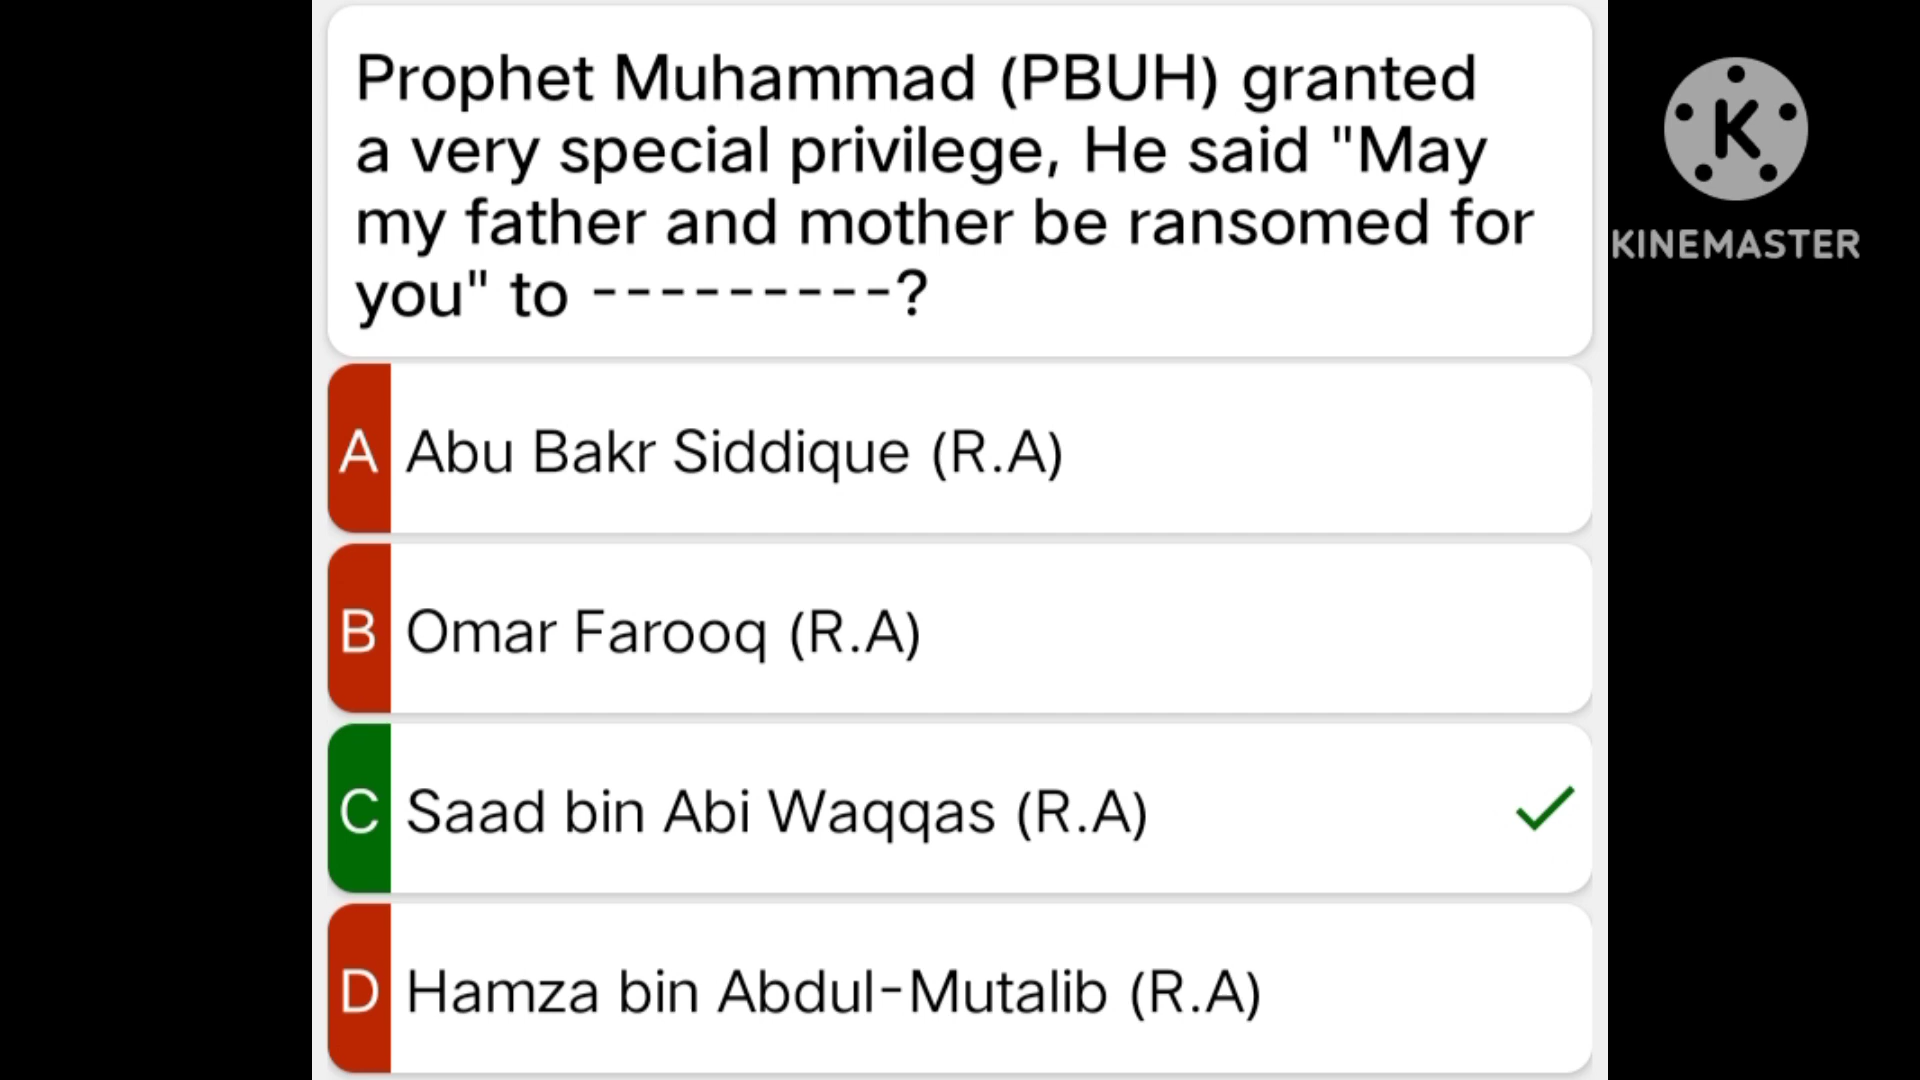 Prophet Muhammad (PBUH) granted
a very special privilege, He said "May
my father and mother be ransomed for
you" to ---------?
A Abu Bakr Siddique (R.A)
B Omar Farooq (R.A)
C Saad bin Abi Waqqas (R.A)
D Hamza bin Abdul-Mutalib (R.A)
K
KINEMASTER